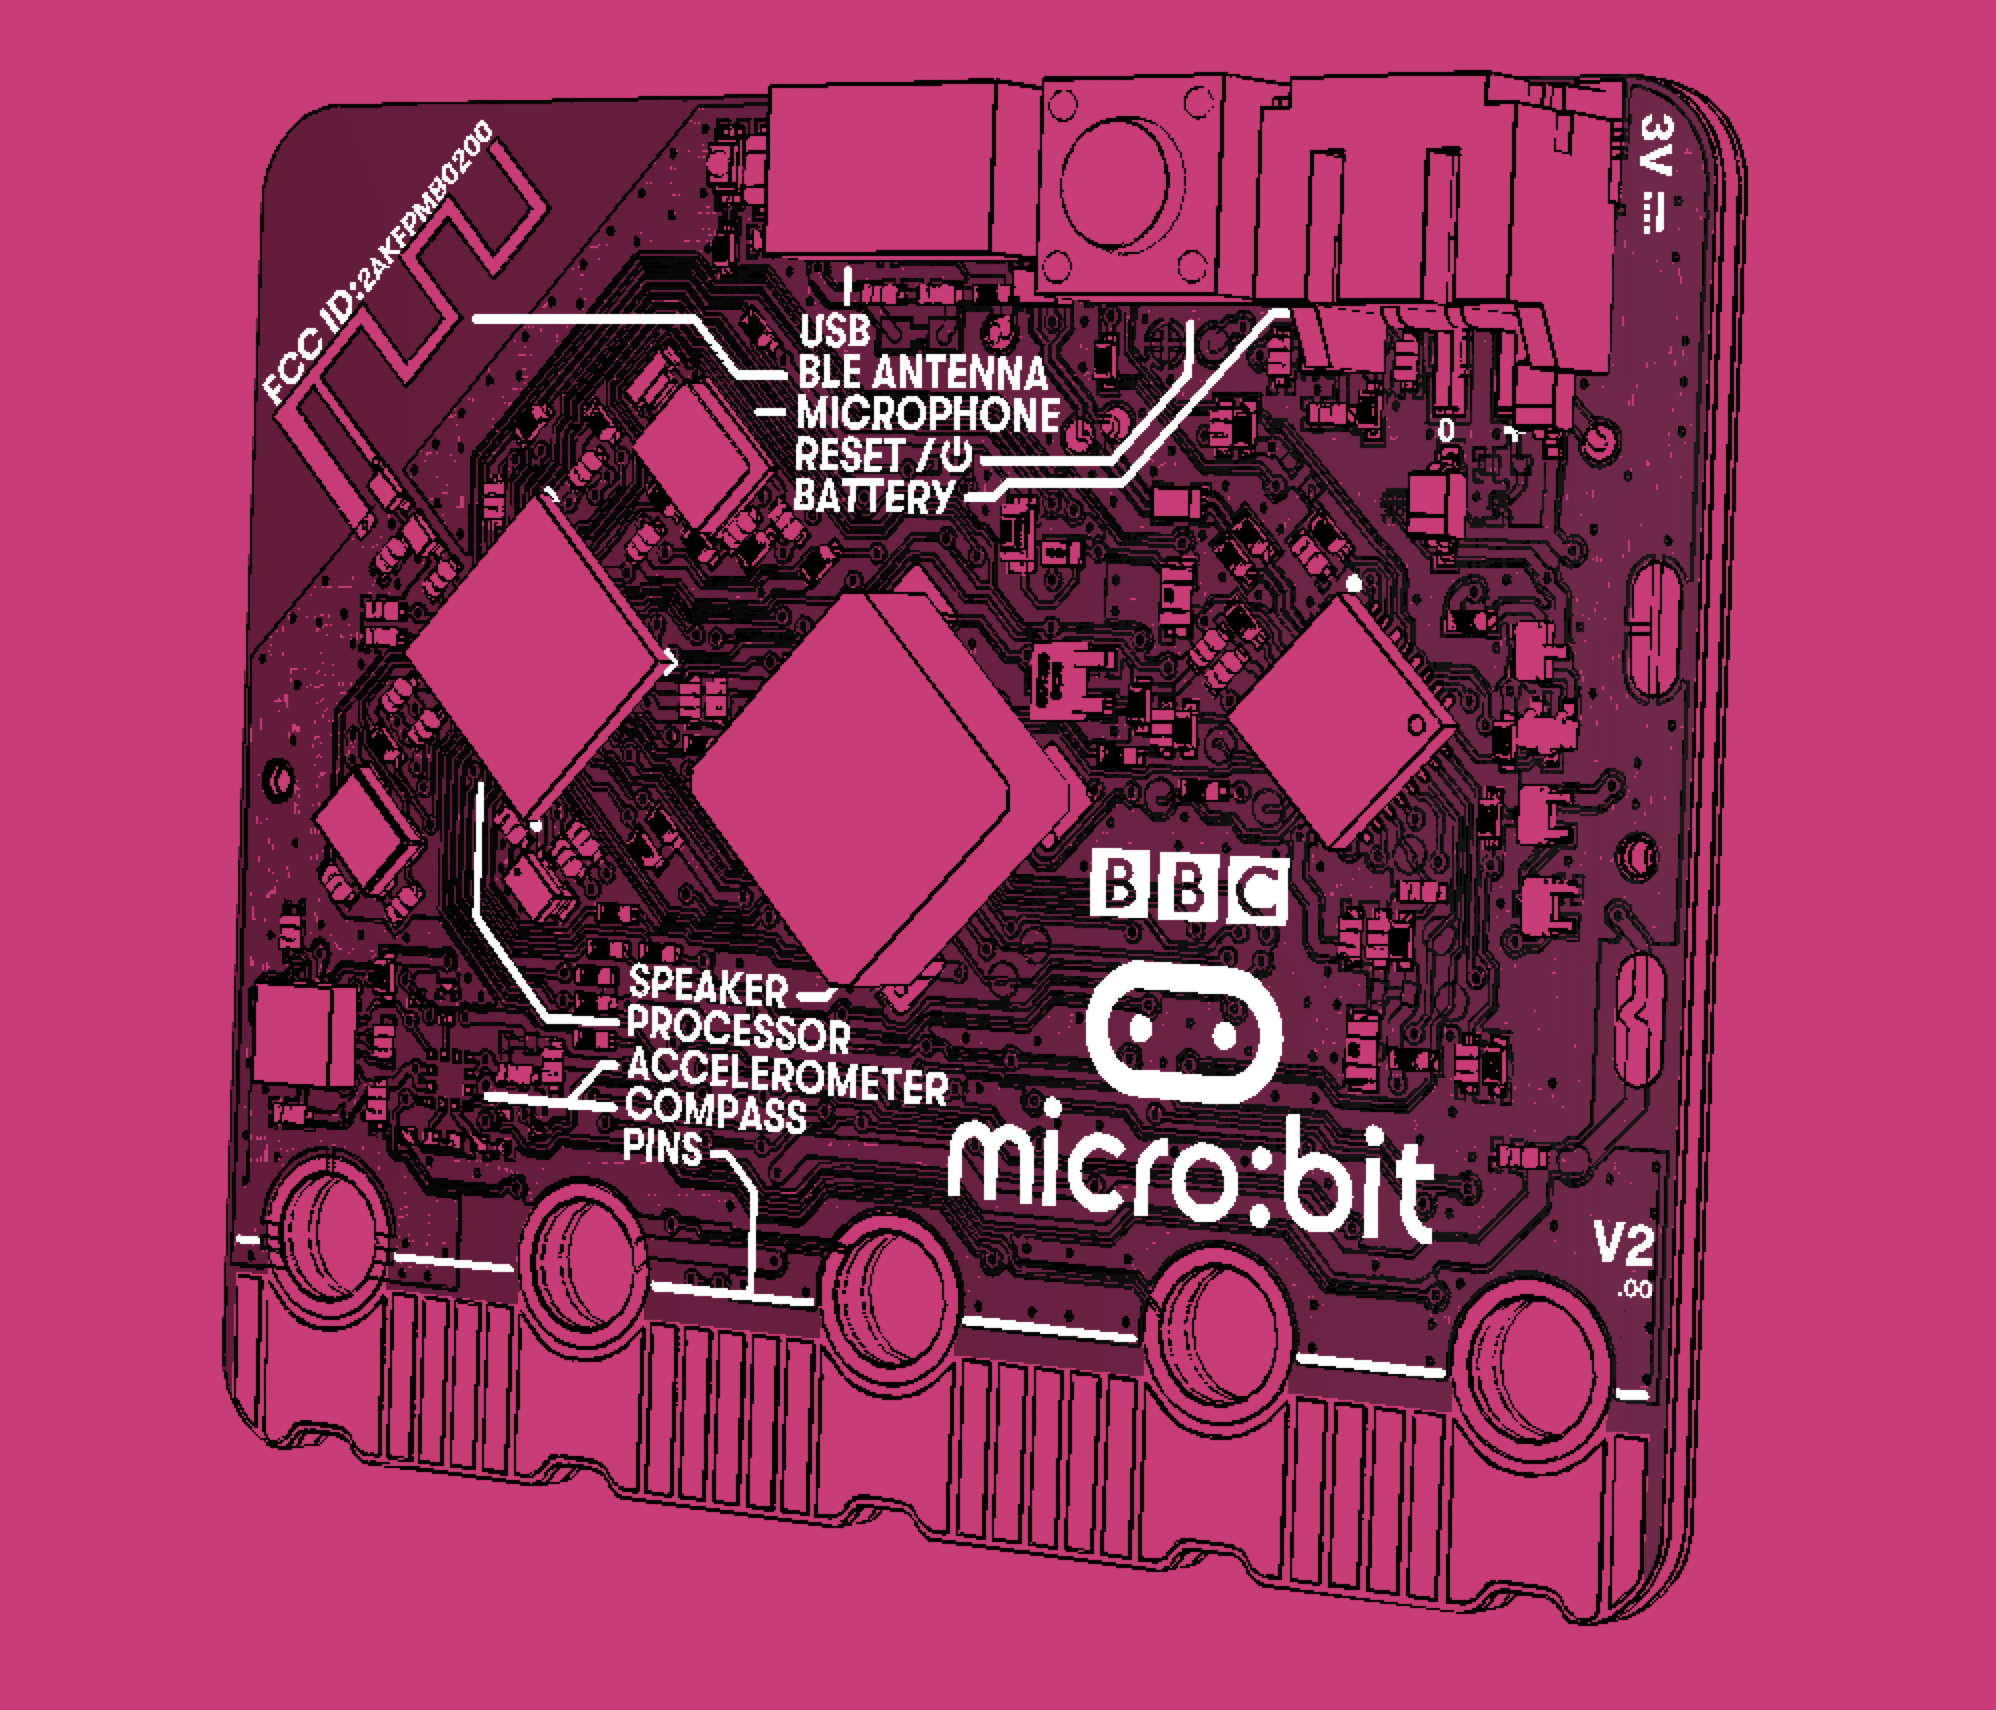 FCC ID:2AKFPMB0200
3V
USB
BLE ANTENNA
MICROPHONE
RESET /
BATTERY
0
BBC
SPEAKER
PROCESSOR
ACCELEROMETER
COMPASS
PINS
micro:bit
V2
.00